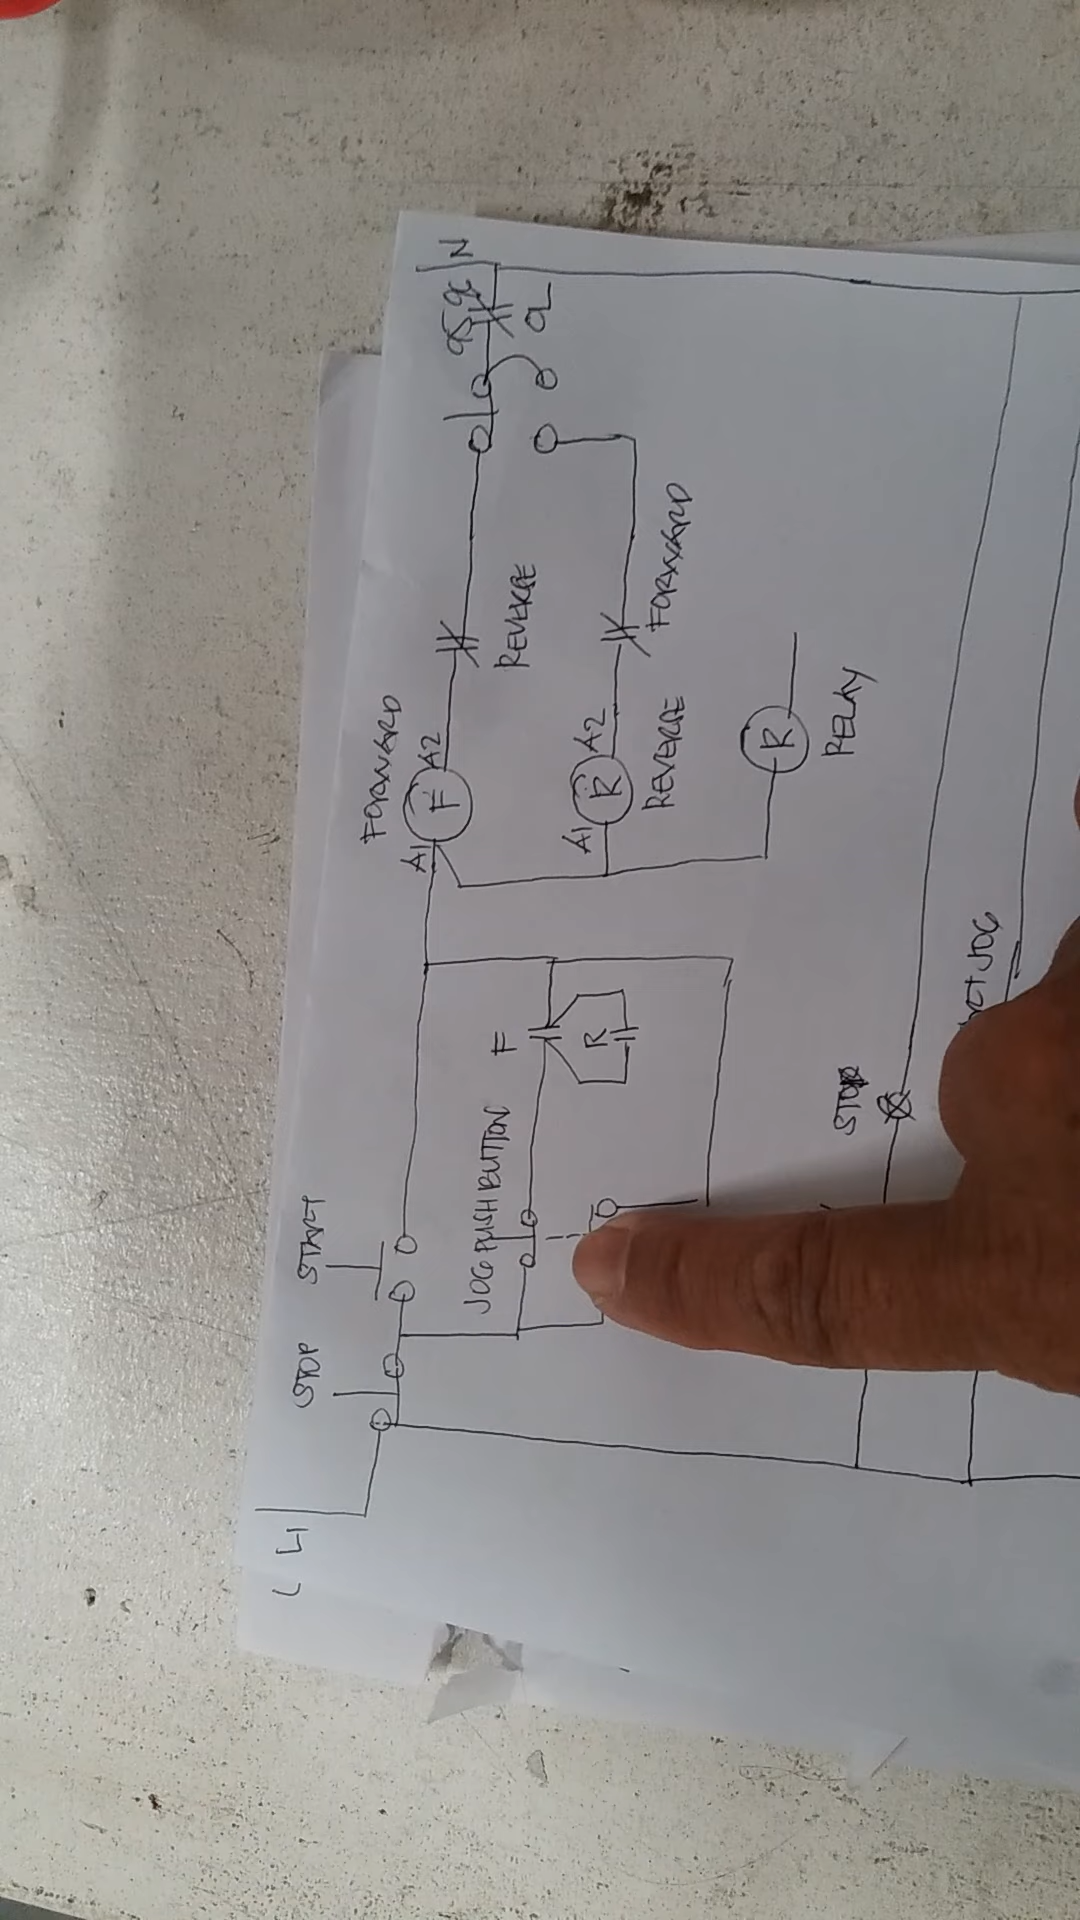 L1
N
STOP
START
FORWARD
A1
F
A2
95
96
OL
REVERSE
JOG PUSH BUTTON
F
R
A1
R
A2
REVERSE
FORWARD
R
RELAY
STOP
JOG